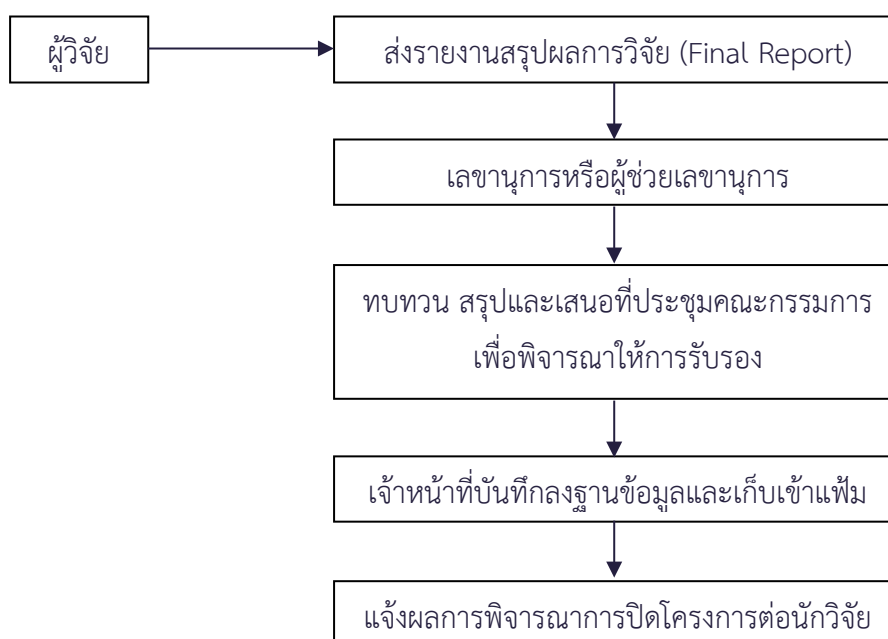 ผู้วิจัย
ส่งรายงานสรุปผลการวิจัย (Final Report)
เลขานุการหรือผู้ช่วยเลขานุการ
ทบทวน สรุปและเสนอที่ประชุมคณะกรรมการ
เพื่อพิจารณาให้การรับรอง
เจ้าหน้าที่บันทึกลงฐานข้อมูลและเก็บเข้าแฟ้ม
แจ้งผลการพิจารณาการปิดโครงการต่อนักวิจัย